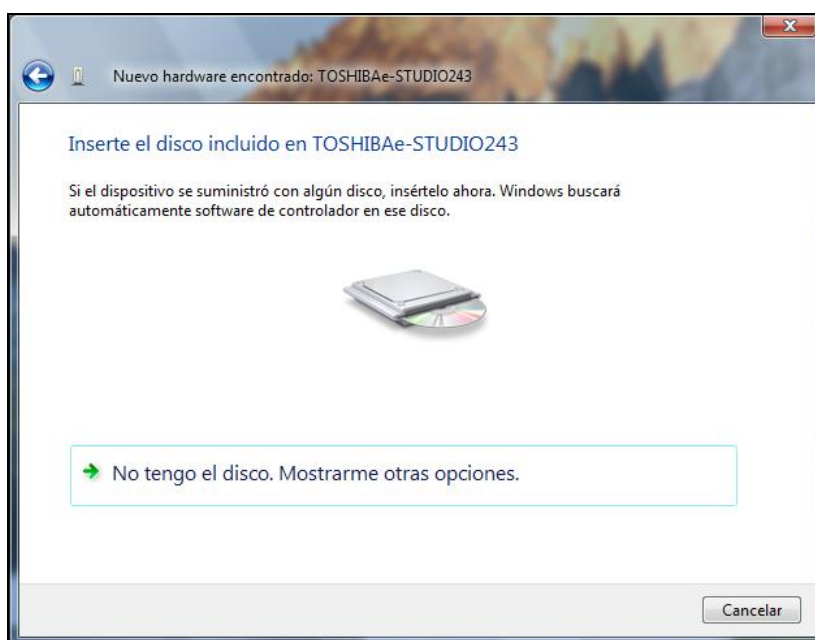 Nuevo hardware encontrado: TOSHIBAe-STUDIO243
Inserte el disco incluido en TOSHIBAe-STUDIO243
Si el dispositivo se suministró con algún disco, insértelo ahora. Windows buscará
automáticamente software de controlador en ese disco.
No tengo el disco. Mostrarme otras opciones.
Cancelar